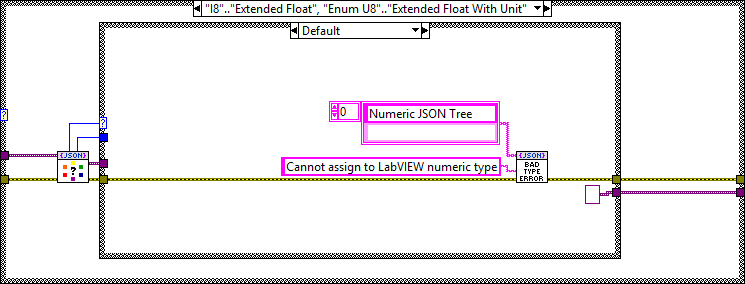 "I8".."Extended Float", "Enum U8".."Extended Float With Unit"
Default
?
?
0
Numeric JSON Tree
{JSON}
?
{JSON}
BAD
TYPE
ERROR
Cannot assign to LabVIEW numeric type